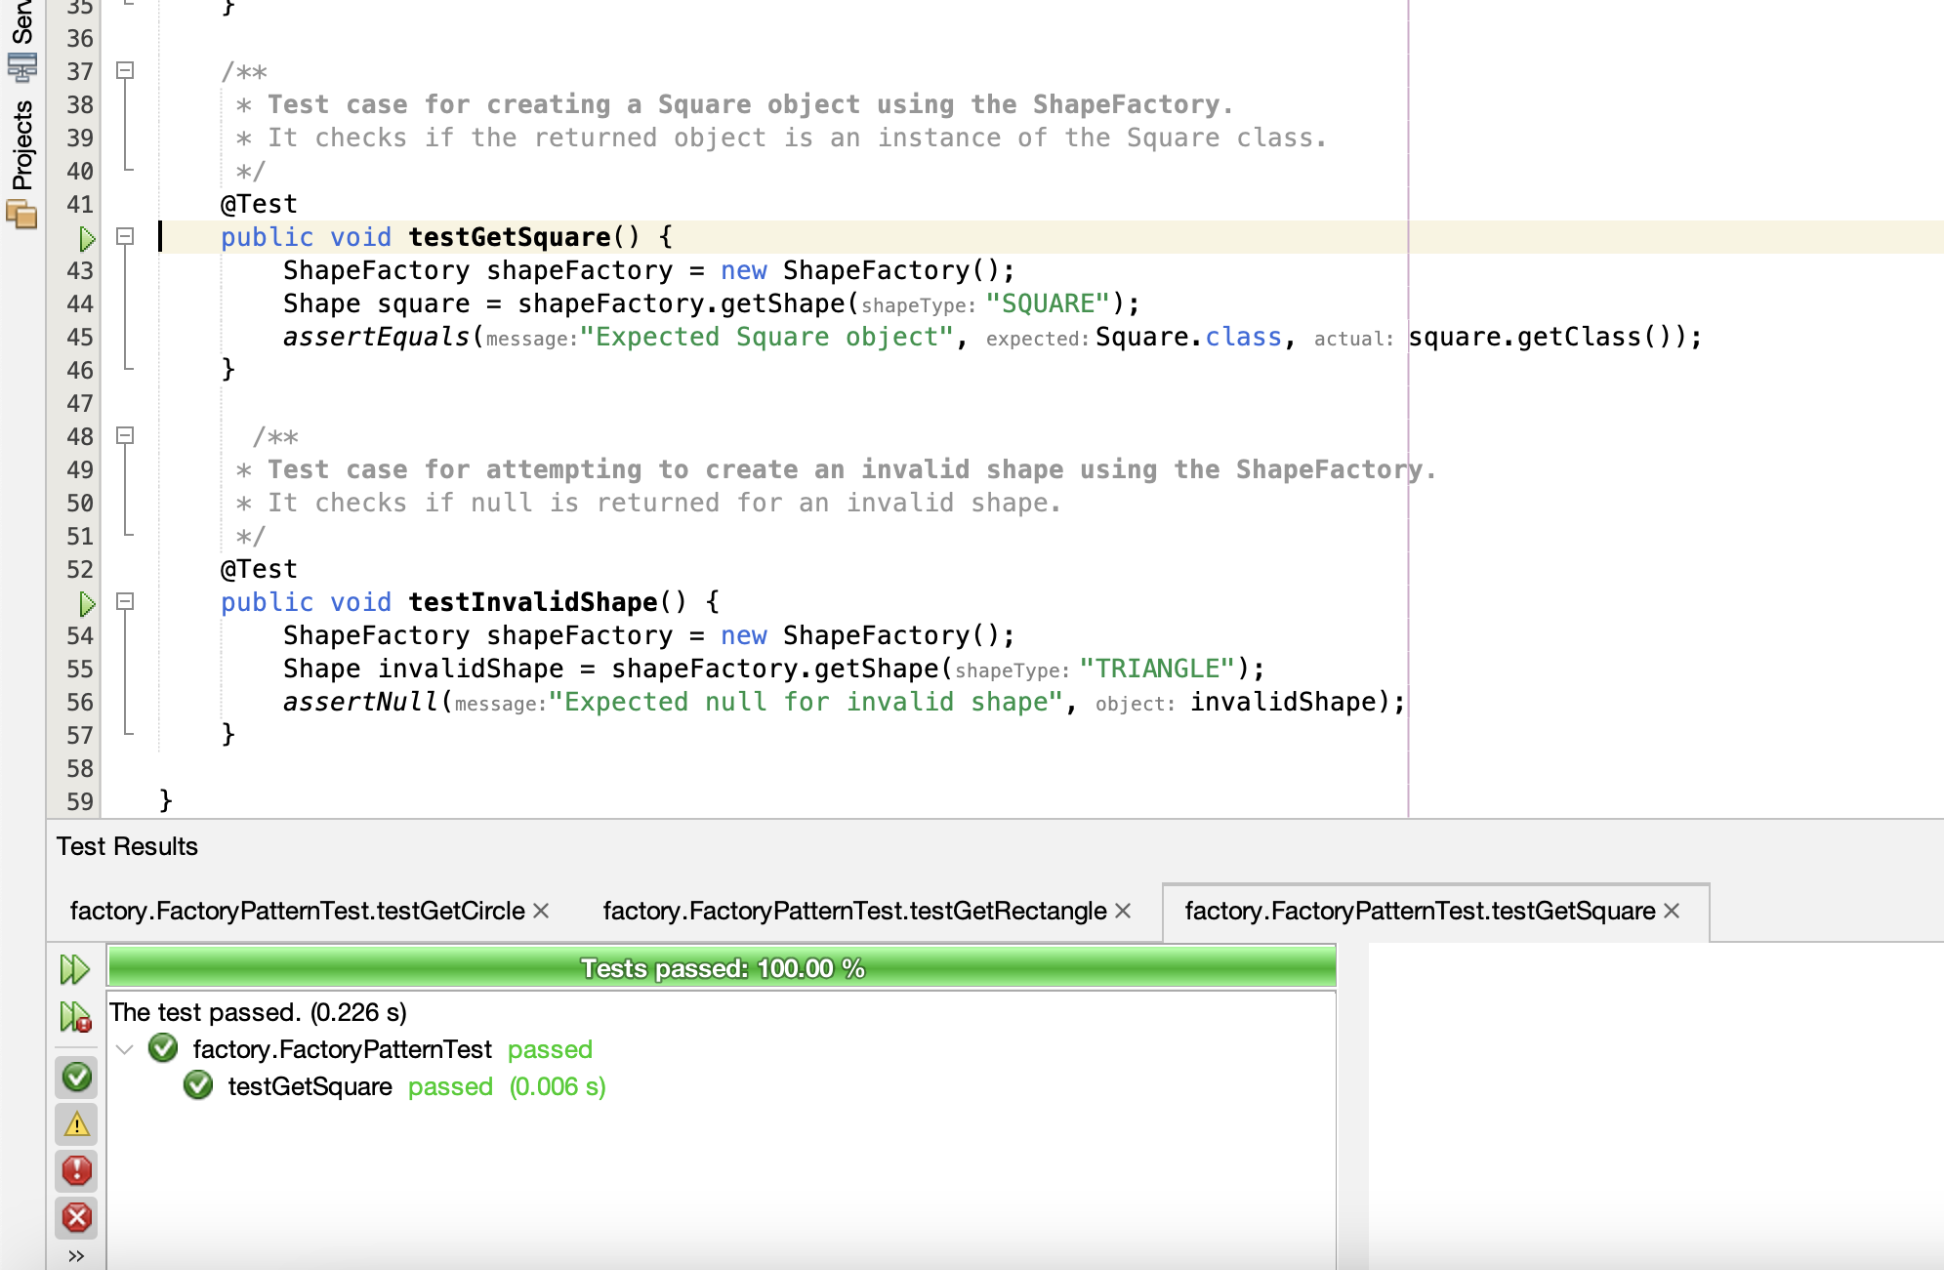 Serv
Projects
35 }
36
37 /**
38 * Test case for creating a Square object using the ShapeFactory.
39 * It checks if the returned object is an instance of the Square class.
40 */
41 @Test
public void testGetSquare() {
43 ShapeFactory shapeFactory = new ShapeFactory();
44 Shape square = shapeFactory.getShape(shapeType: "SQUARE");
45 assertEquals(message:"Expected Square object", expected: Square.class, actual: square.getClass());
46 }
47
48 /**
49 * Test case for attempting to create an invalid shape using the ShapeFactory.
50 * It checks if null is returned for an invalid shape.
51 */
52 @Test
public void testInvalidShape() {
54 ShapeFactory shapeFactory = new ShapeFactory();
55 Shape invalidShape = shapeFactory.getShape(shapeType: "TRIANGLE");
56 assertNull(message:"Expected null for invalid shape", object: invalidShape);
57 }
58
59 }
Test Results
factory.FactoryPatternTest.testGetCircle factory.FactoryPatternTest.testGetRectangle factory.FactoryPatternTest.testGetSquare
Tests passed: 100.00 %
The test passed. (0.226 s)
factory.FactoryPatternTest passed
testGetSquare passed (0.006 s)